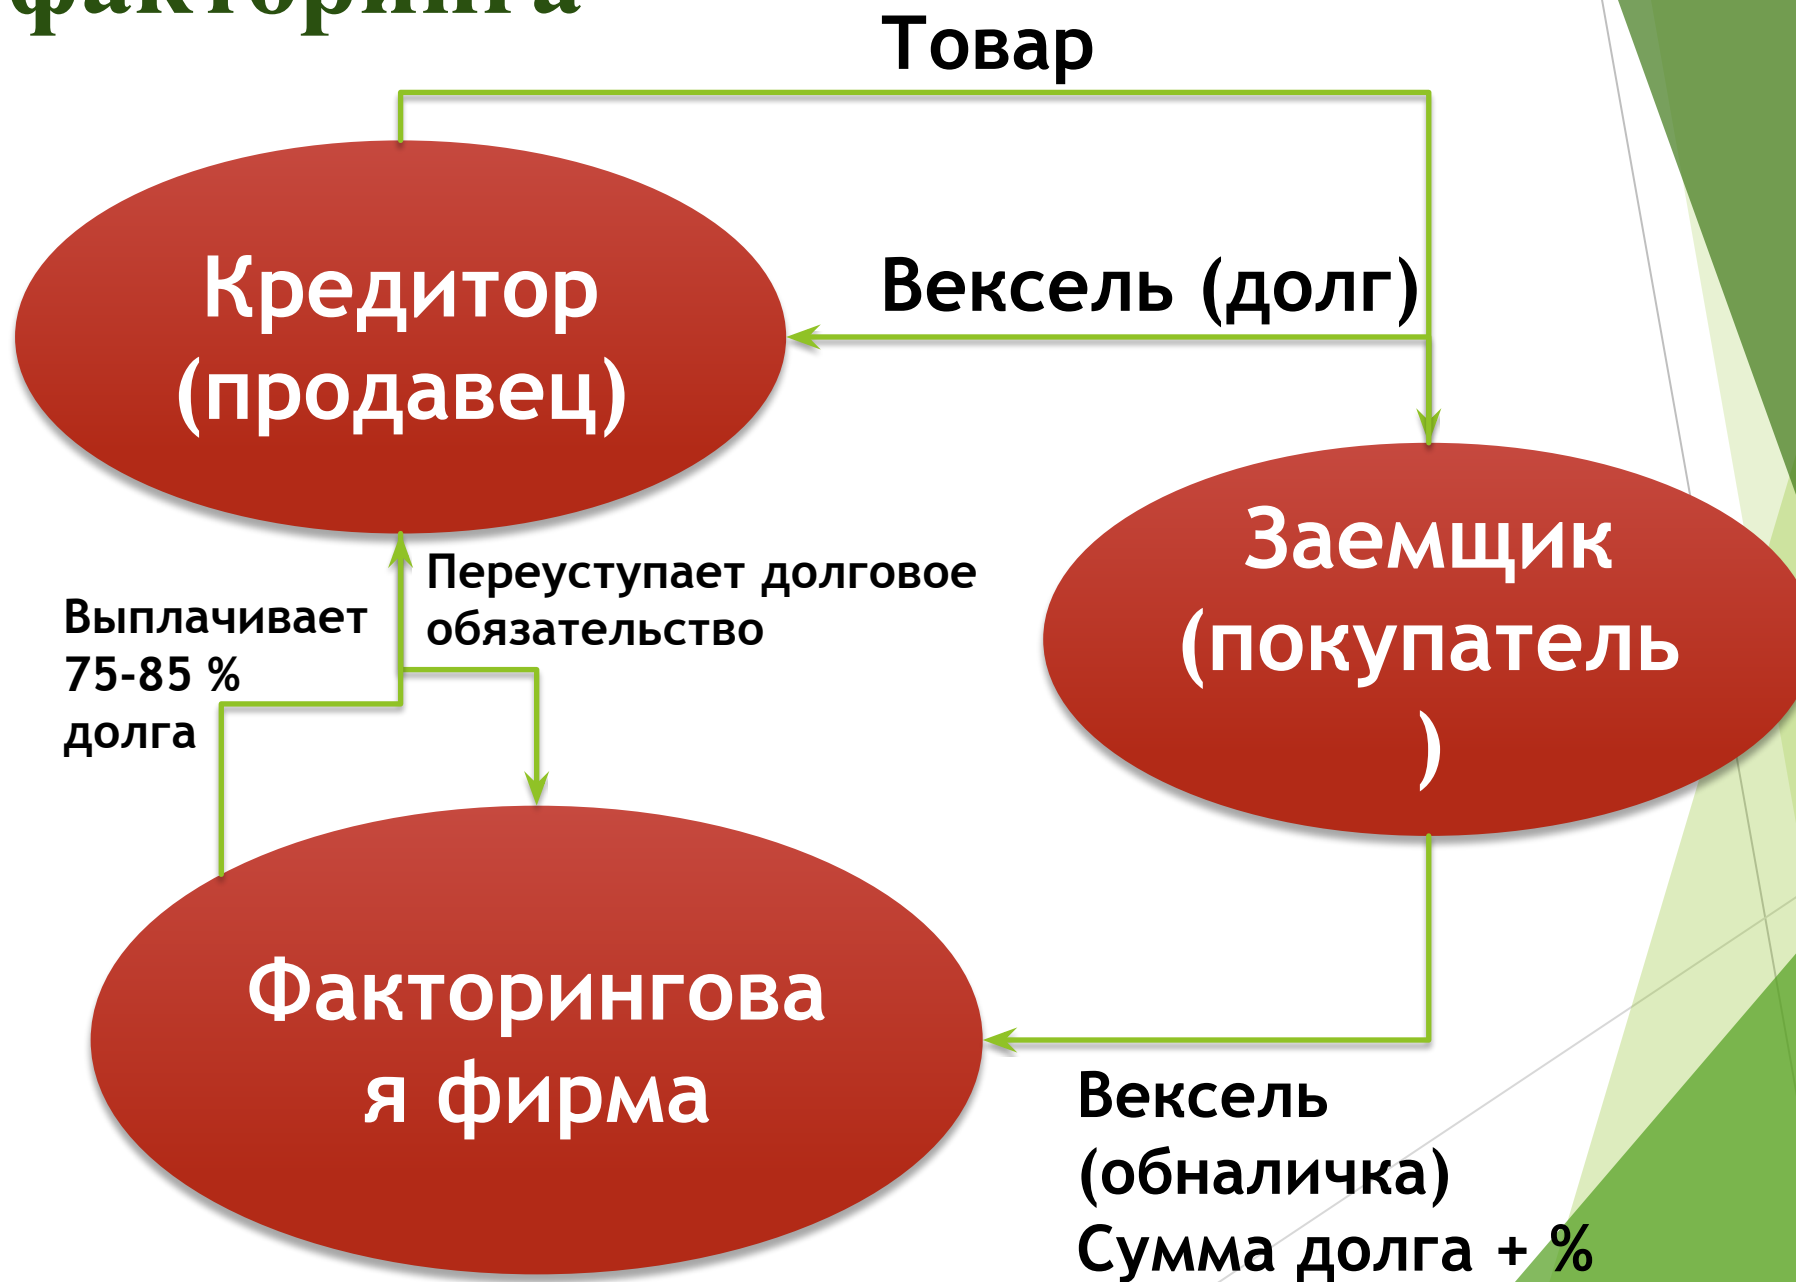 факторинга
Товар
Кредитор
(продавец)
Вексель (долг)
Заемщик
(покупатель
)
Переуступает долговое
обязательство
Выплачивает
75-85 %
долга
Факторингова
я фирма
Вексель
(обналичка)
Сумма долга + %